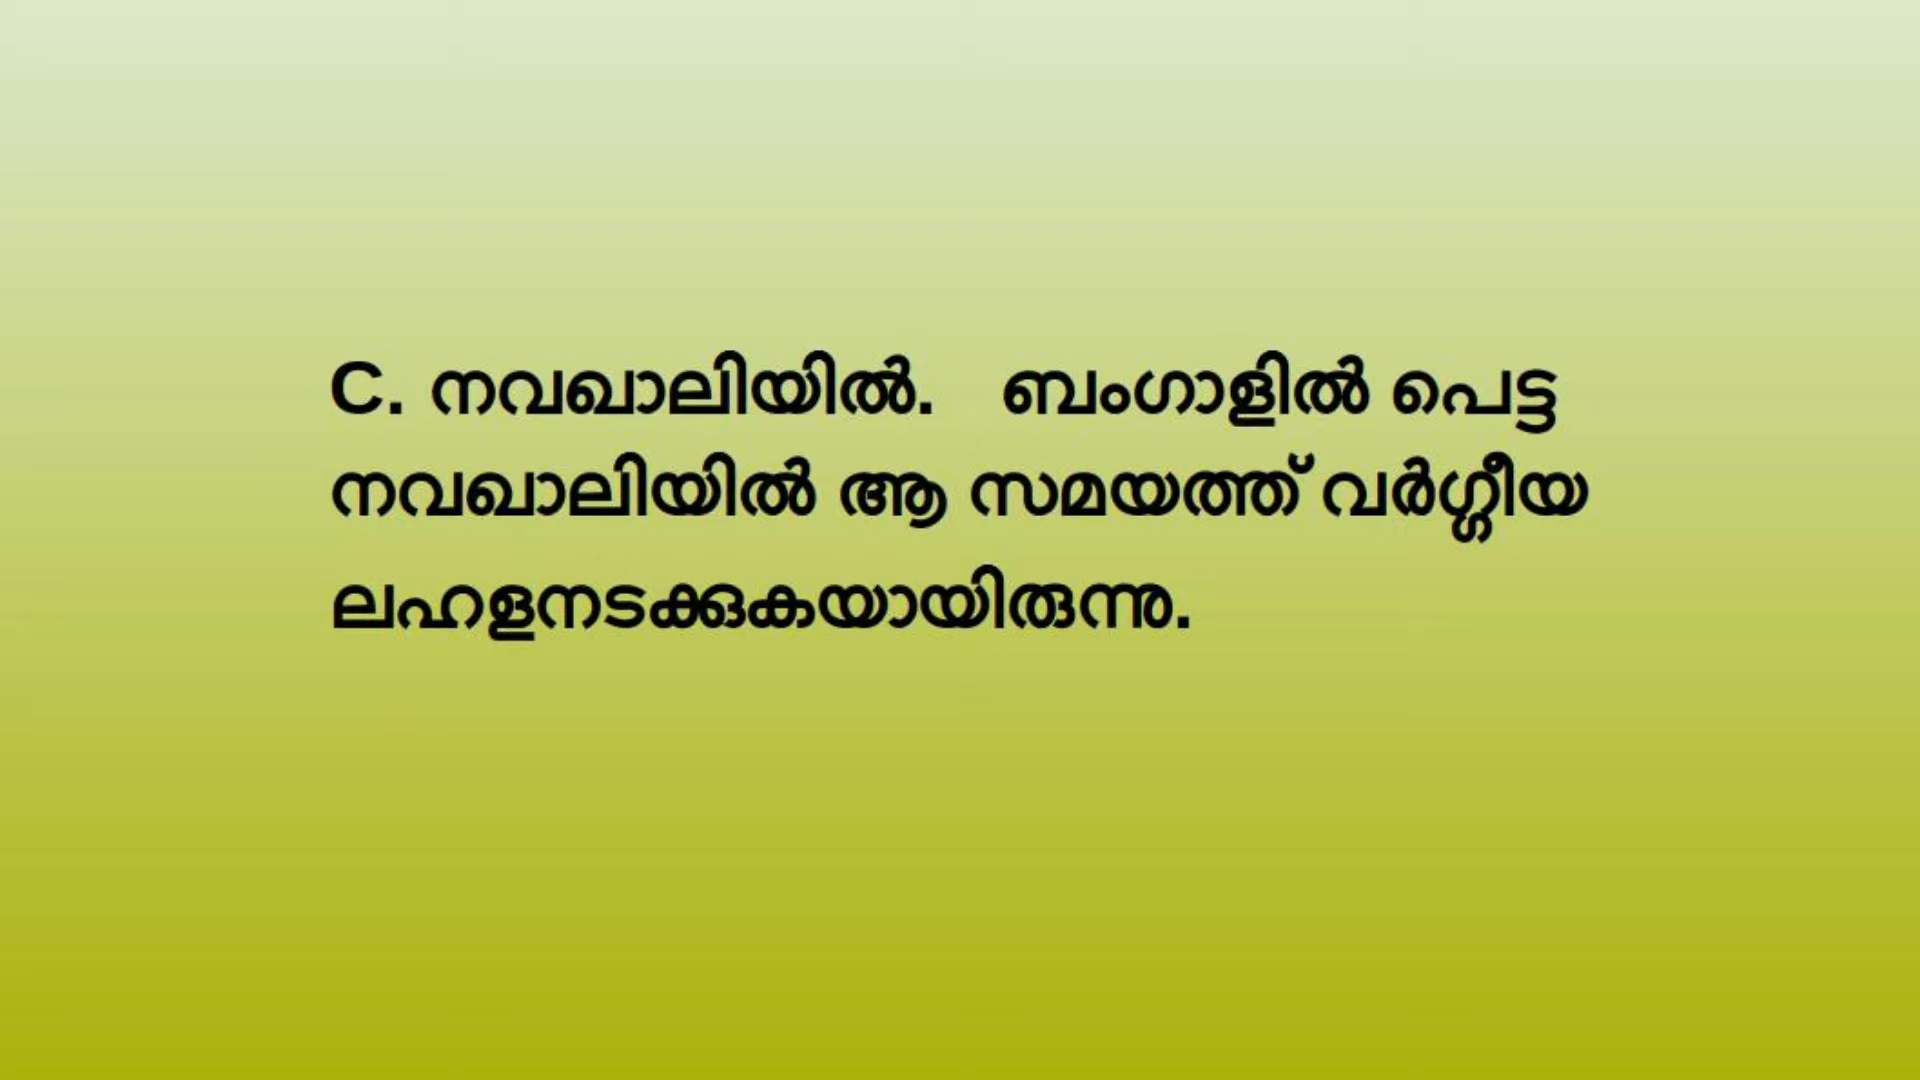 C. നവഖാലിയിൽ. ബംഗാളിൽ പെട്ട
നവഖാലിയിൽ ആ സമയത്ത് വർഗ്ഗീയ
ലഹളനടക്കുകയായിരുന്നു.